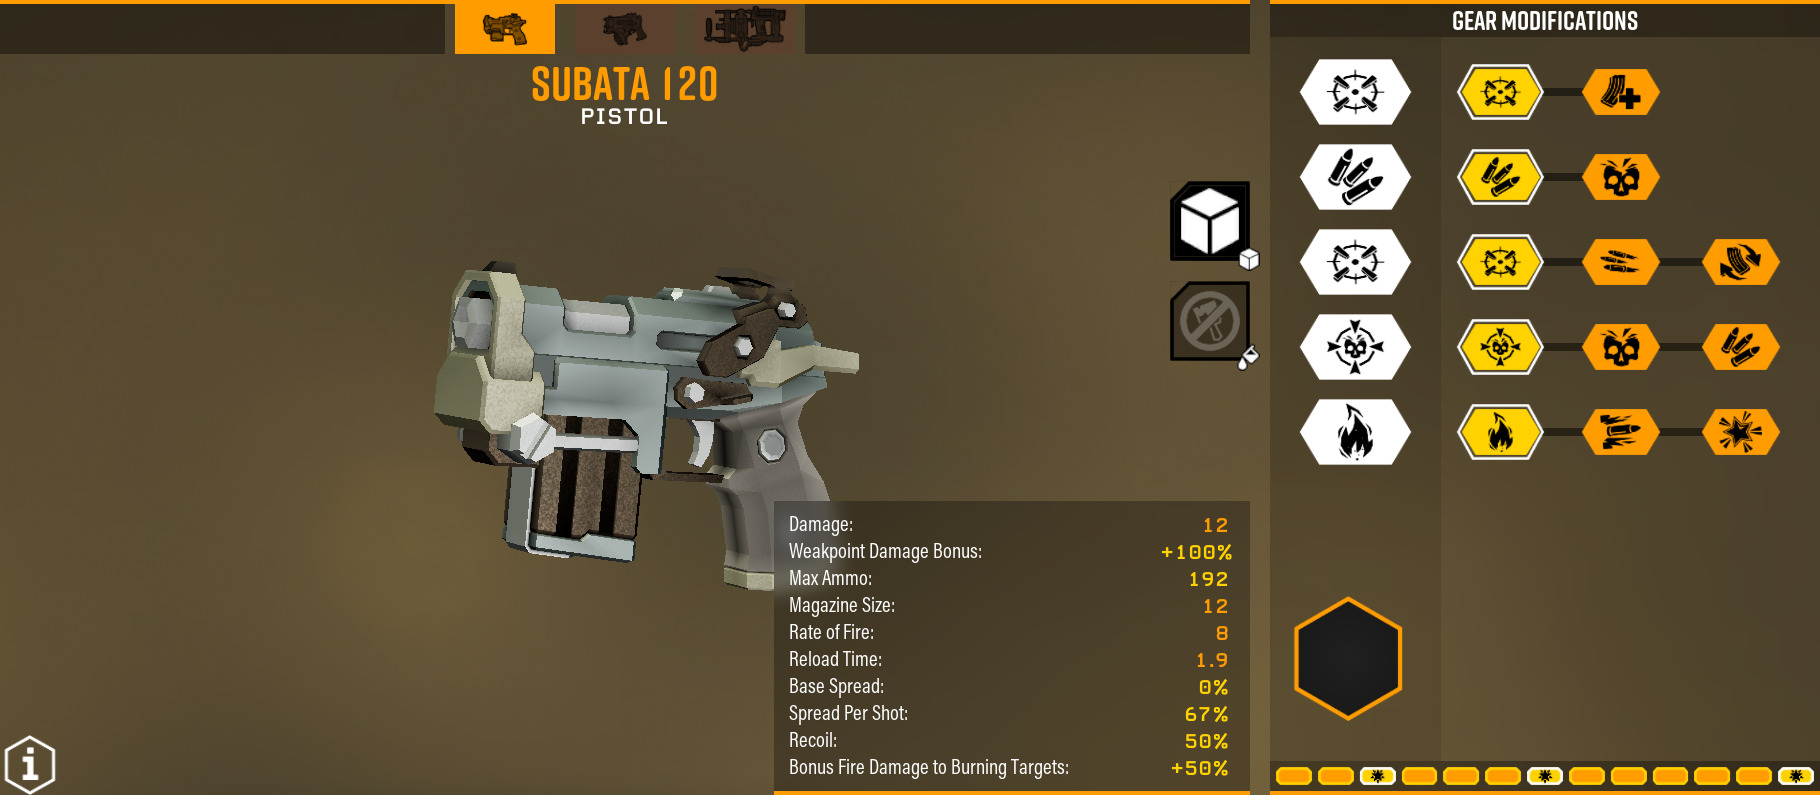 GEAR MODIFICATIONS
SUBATA 120
PISTOL
Damage: 12
Weakpoint Damage Bonus: +100%
Max Ammo: 192
Magazine Size: 12
Rate of Fire: 8
Reload Time: 1.9
Base Spread: 0%
Spread Per Shot: 67%
Recoil: 50%
Bonus Fire Damage to Burning Targets: +50%